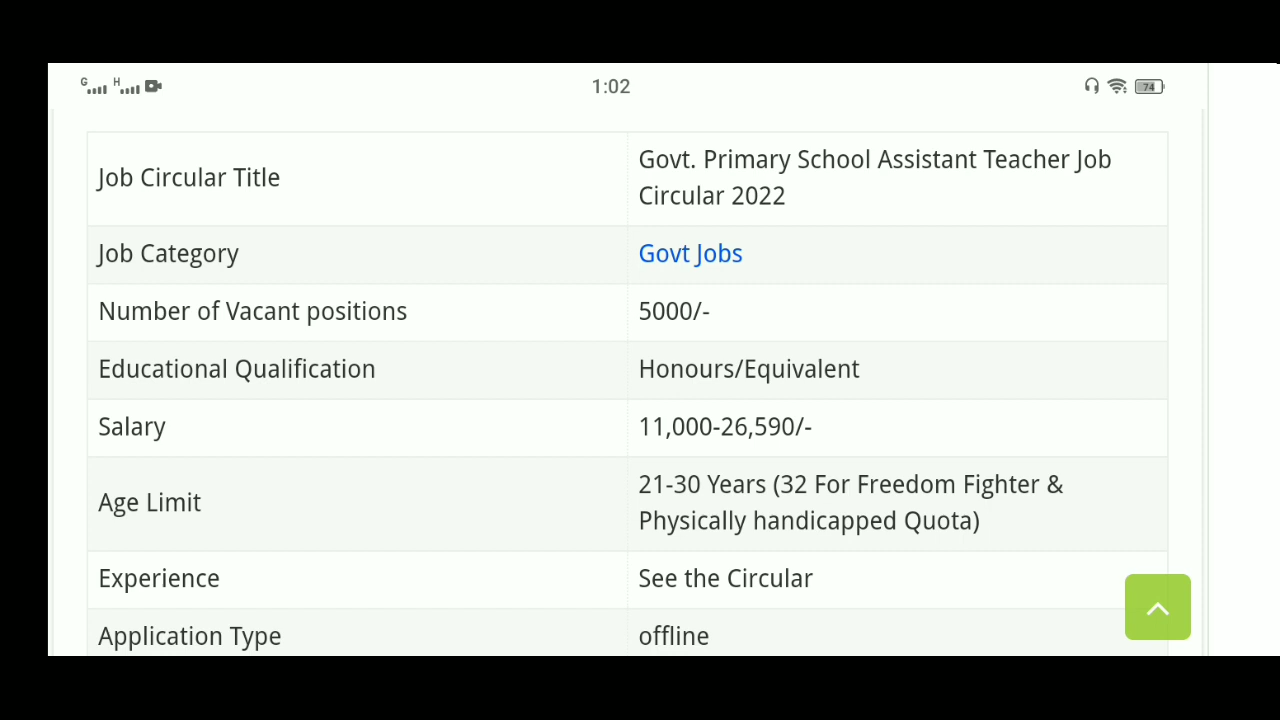 G H 1:02 74
Job Circular Title
Govt. Primary School Assistant Teacher Job
Circular 2022
Job Category
Govt Jobs
Number of Vacant positions
5000/-
Educational Qualification
Honours/Equivalent
Salary
11,000-26,590/-
Age Limit
21-30 Years (32 For Freedom Fighter &
Physically handicapped Quota)
Experience
See the Circular
Application Type
offline